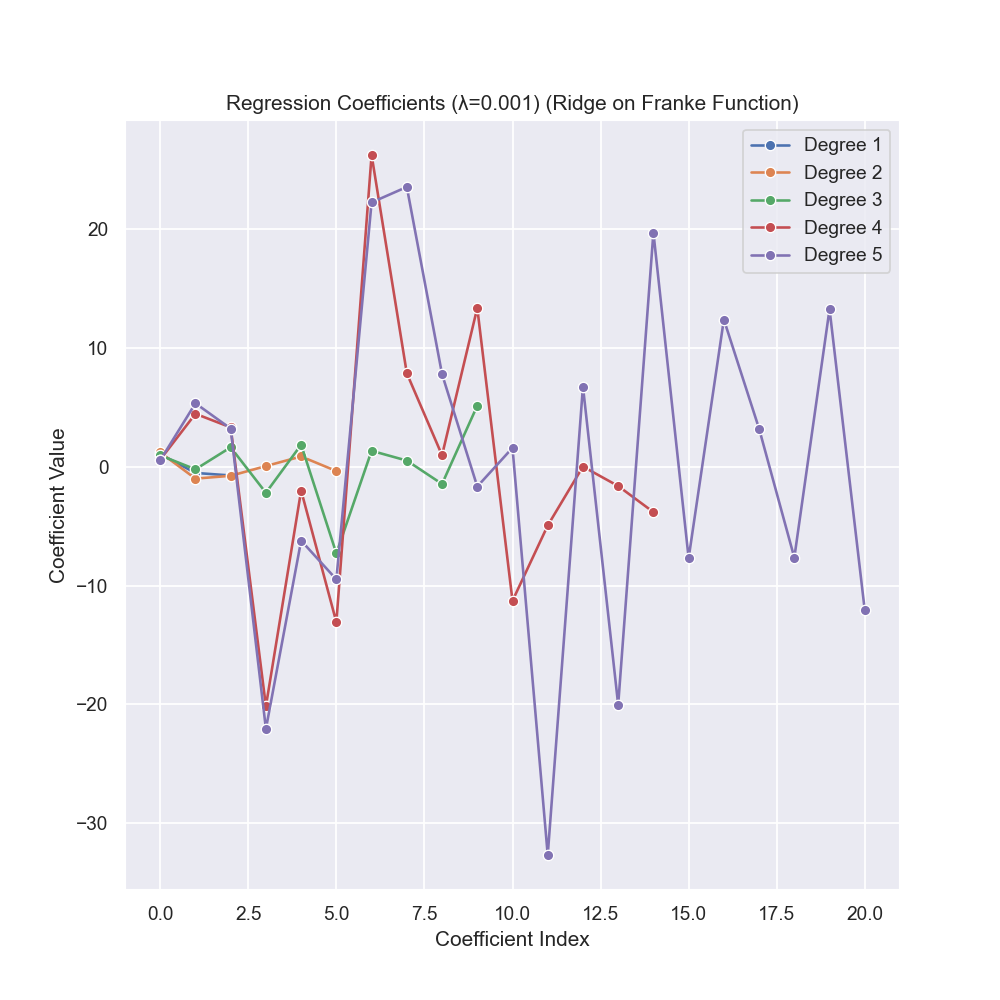 Regression Coefficients (λ=0.001) (Ridge on Franke Function)
Degree 1
Degree 2
Degree 3
Degree 4
Degree 5
20
10
0
−10
−20
−30
Coefficient Value
0.0 2.5 5.0 7.5 10.0 12.5 15.0 17.5 20.0
Coefficient Index